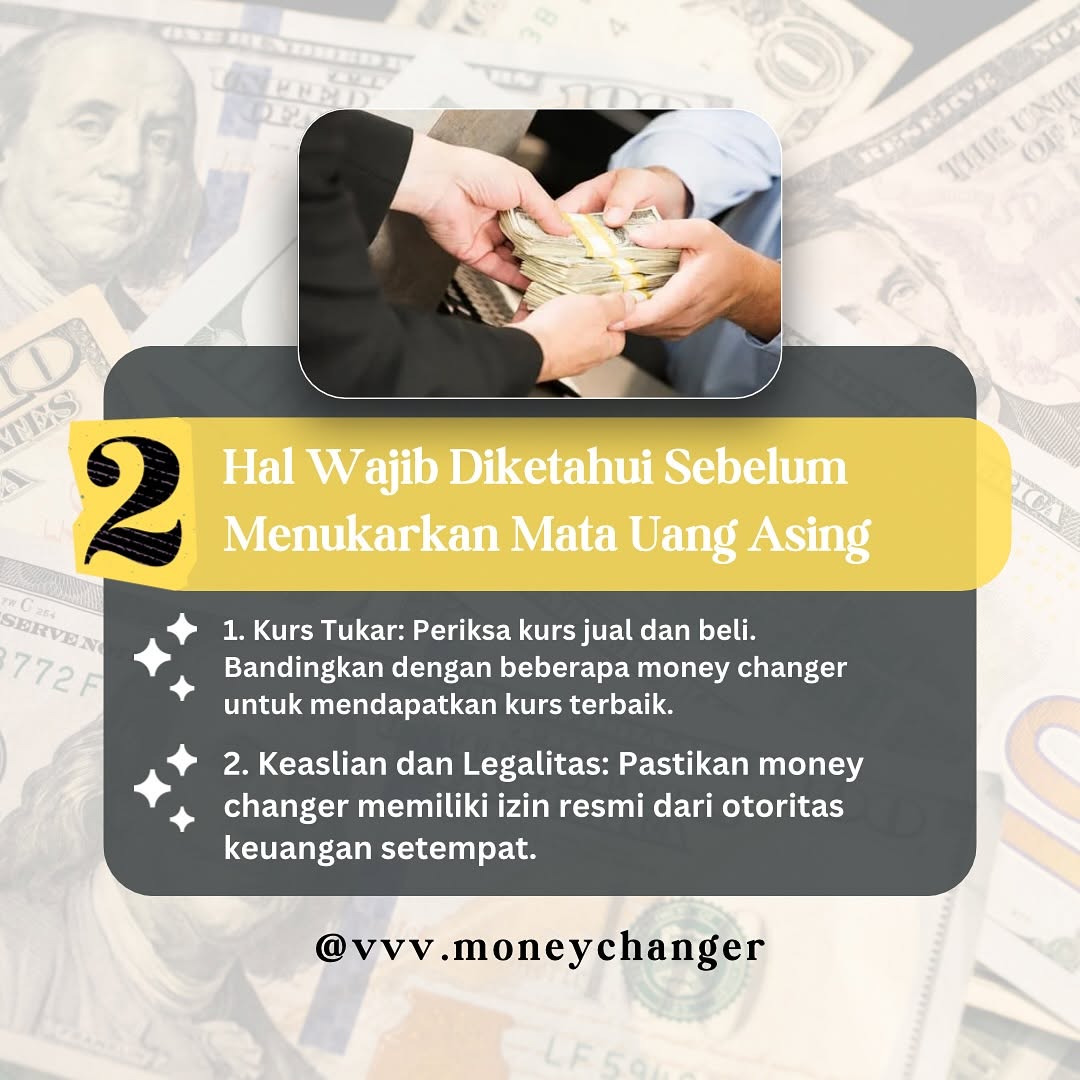 2
Hal Wajib Diketahui Sebelum
Menukarkan Mata Uang Asing
1. Kurs Tukar: Periksa kurs jual dan beli.
Bandingkan dengan beberapa money changer
untuk mendapatkan kurs terbaik.
2. Keaslian dan Legalitas: Pastikan money
changer memiliki izin resmi dari otoritas
keuangan setempat.
@vvv.moneychanger